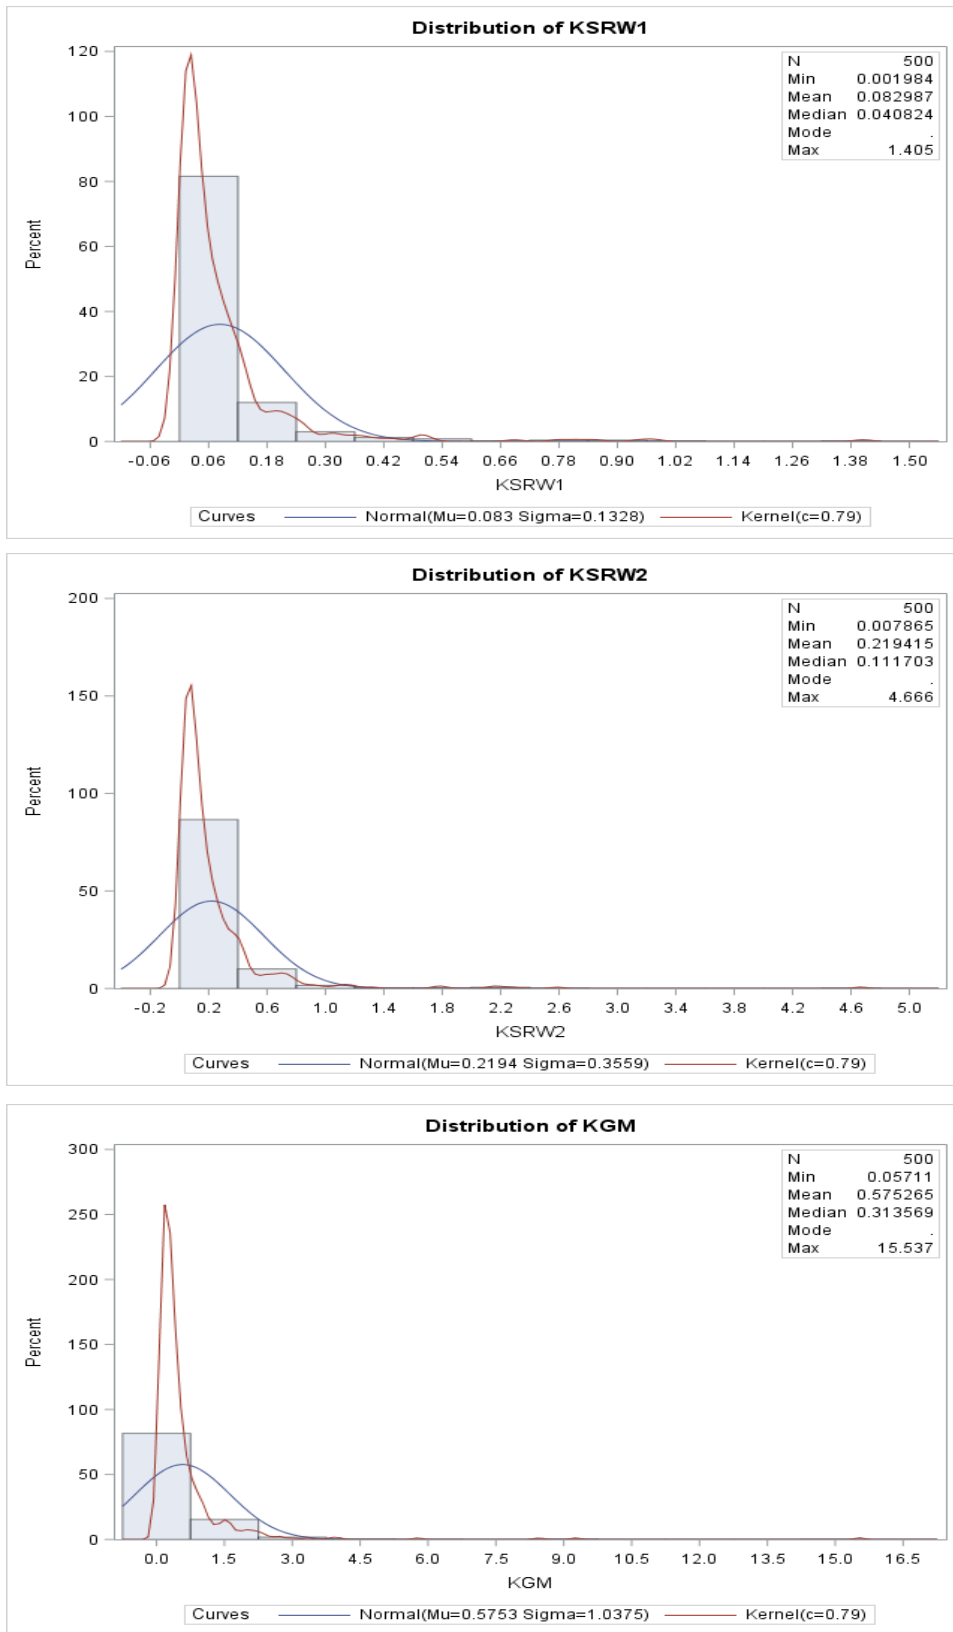 Distribution of KSRW1
120
100
80
60
40
20
0
Percent
N 500
Min 0.001984
Mean 0.082987
Median 0.040824
Mode .
Max 1.405
-0.06 0.06 0.18 0.30 0.42 0.54 0.66 0.78 0.90 1.02 1.14 1.26 1.38 1.50
KSRW1
Curves Normal(Mu=0.083 Sigma=0.1328) Kernel(c=0.79)
Distribution of KSRW2
200
150
100
50
0
Percent
N 500
Min 0.007865
Mean 0.219415
Median 0.111703
Mode .
Max 4.666
-0.2 0.2 0.6 1.0 1.4 1.8 2.2 2.6 3.0 3.4 3.8 4.2 4.6 5.0
KSRW2
Curves Normal(Mu=0.2194 Sigma=0.3559) Kernel(c=0.79)
Distribution of KGM
300
250
200
150
100
50
0
Percent
N 500
Min 0.05711
Mean 0.575265
Median 0.313569
Mode .
Max 15.537
0.0 1.5 3.0 4.5 6.0 7.5 9.0 10.5 12.0 13.5 15.0 16.5
KGM
Curves Normal(Mu=0.5753 Sigma=1.0375) Kernel(c=0.79)